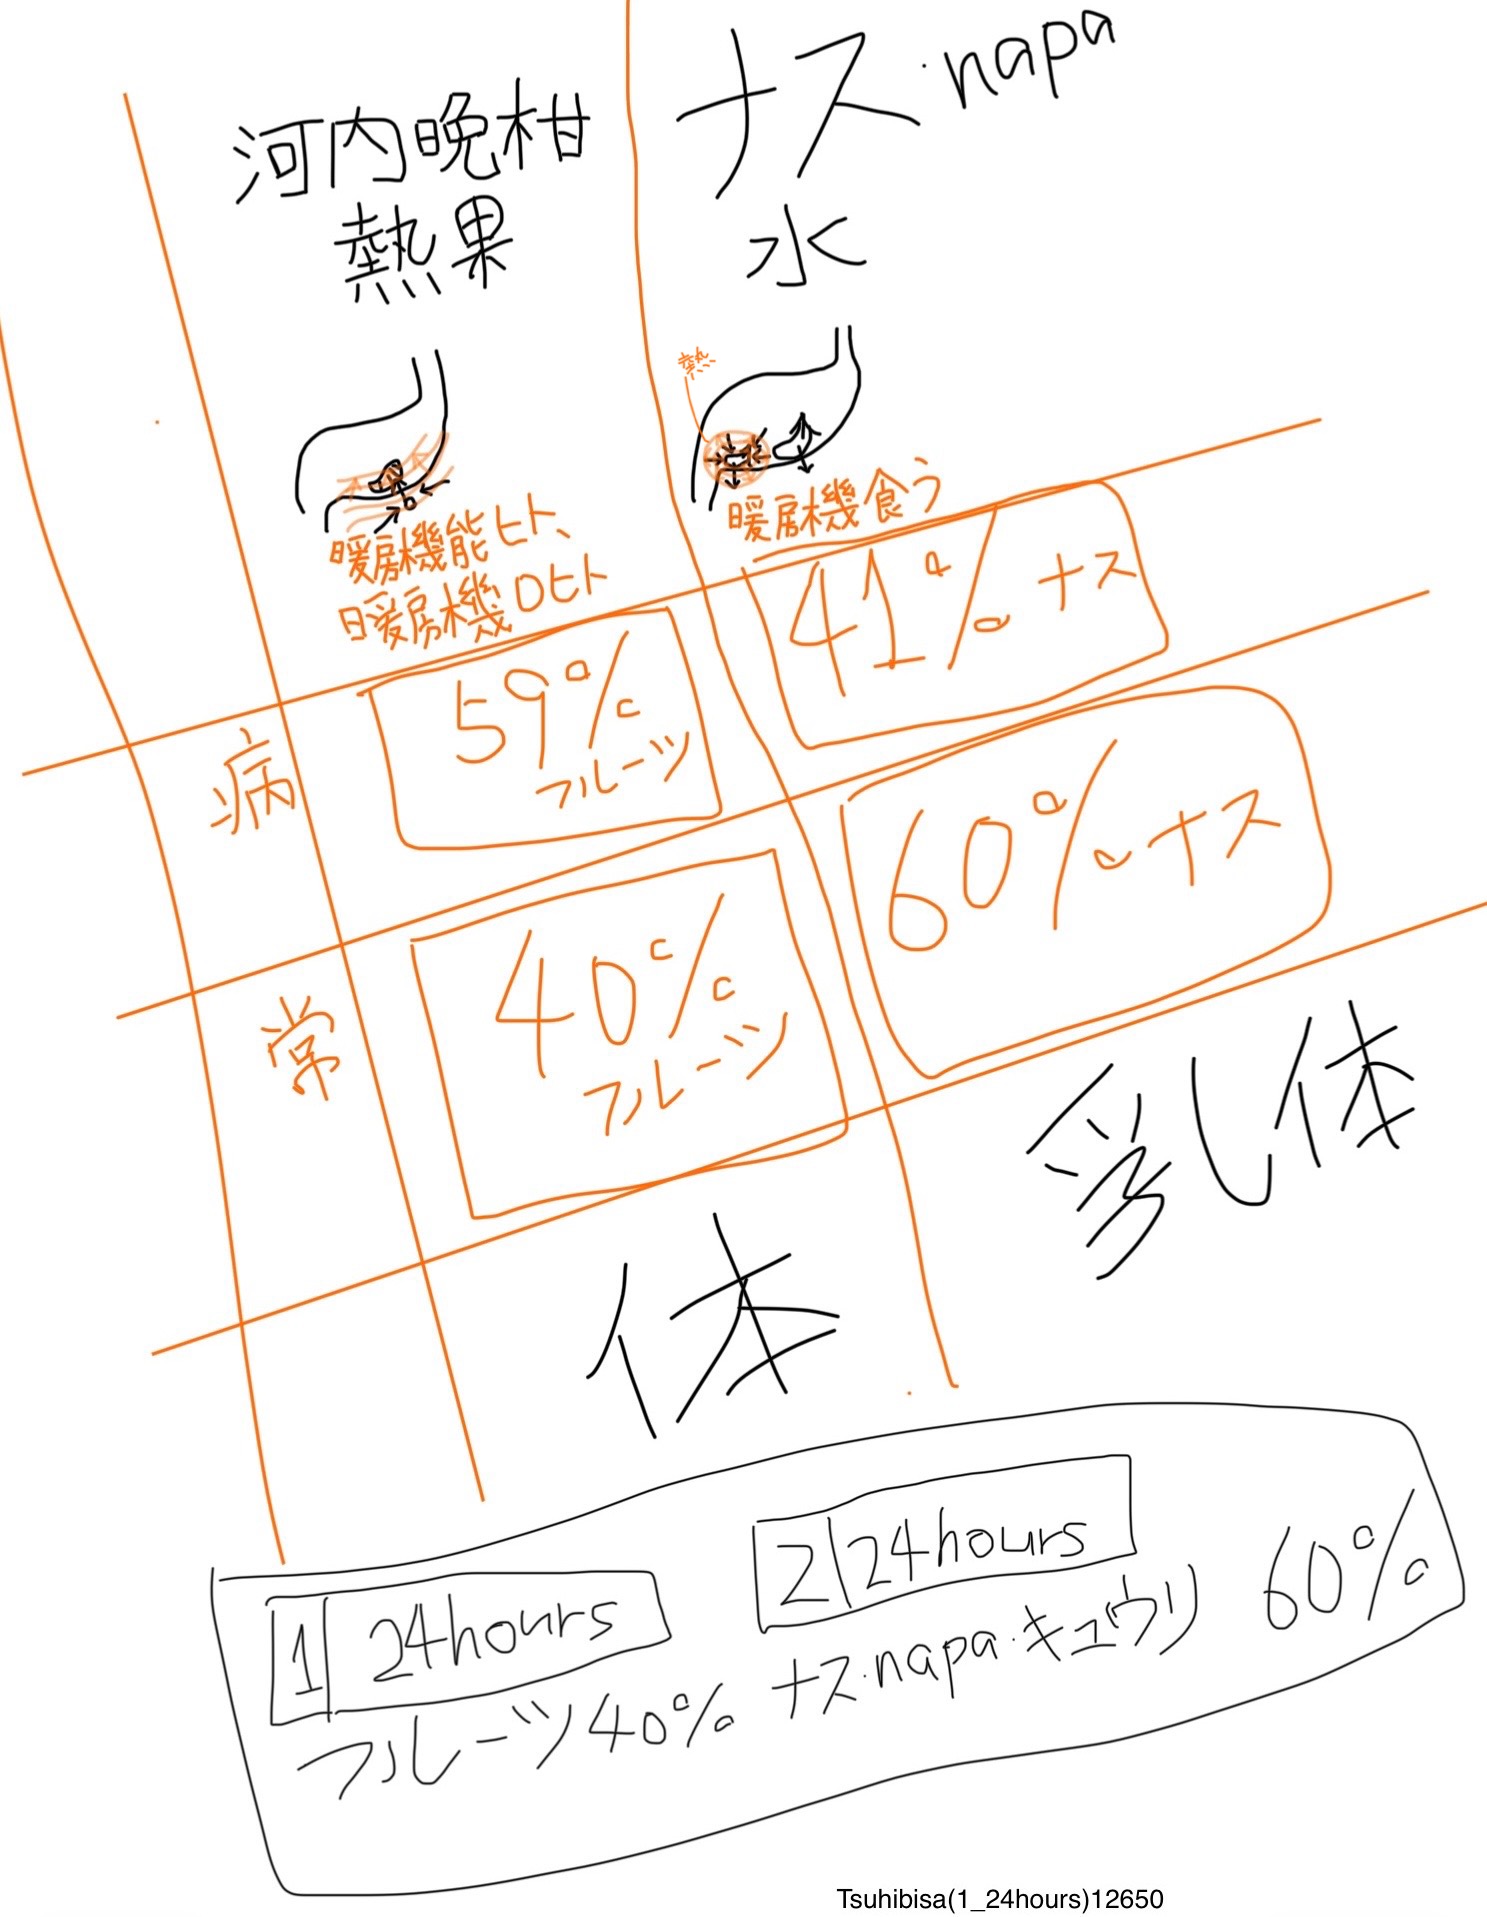 河内晩柑
熱果
ナス・napa
水
熱
暖房機能ヒト、
暖房機0ヒト
暖房機食う
病
59%
フルーツ
41% ナス
常
40%
フルーツ
60% ナス
体
乳体
1 24hours
フルーツ40%
2 24hours
ナス・napa・キュウリ 60%
Tsuhibisa(1_24hours)12650